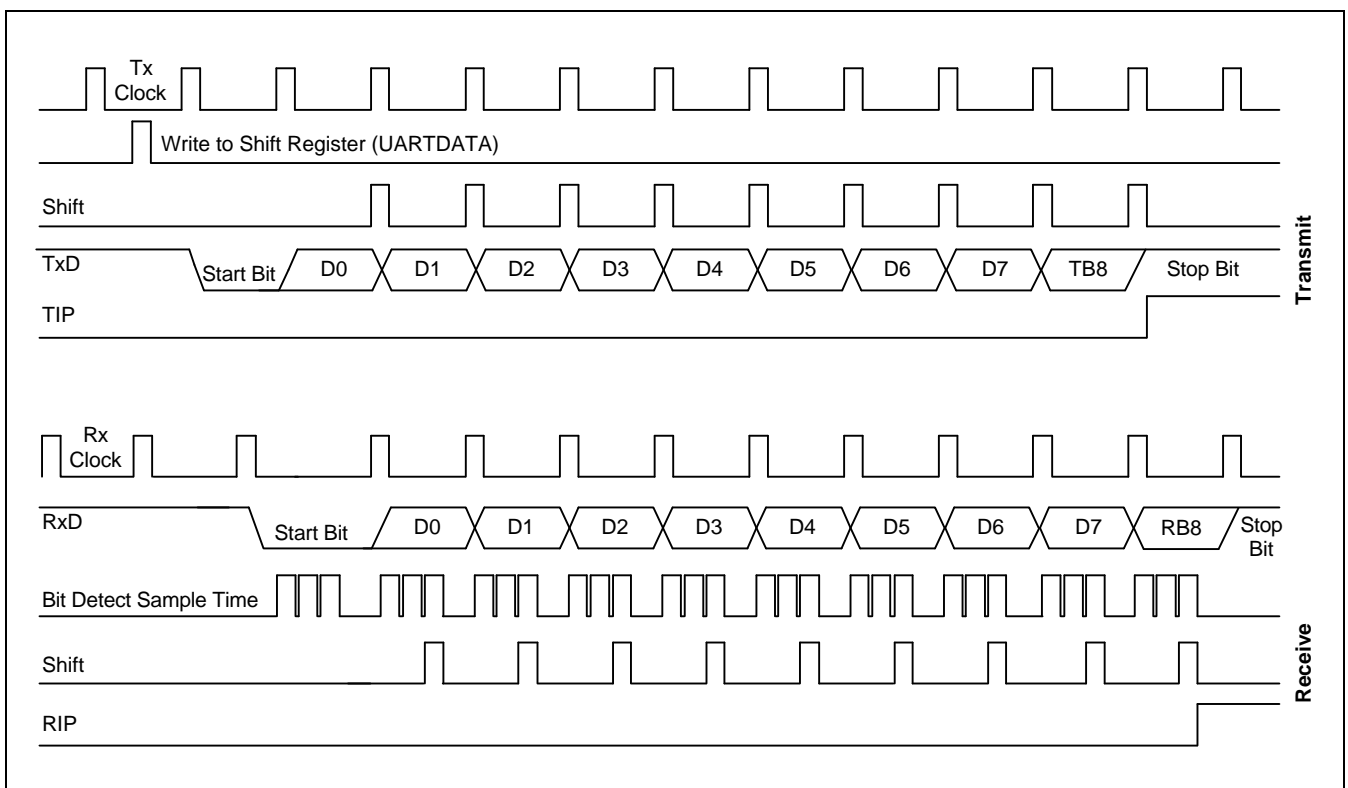 Tx
Clock
Write to Shift Register (UARTDATA)
Shift
TxD
Start Bit
D0
D1
D2
D3
D4
D5
D6
D7
TB8
Stop Bit
TIP
Transmit
Rx
Clock
RxD
Start Bit
D0
D1
D2
D3
D4
D5
D6
D7
RB8
Stop
Bit
Bit Detect Sample Time
Shift
RIP
Receive